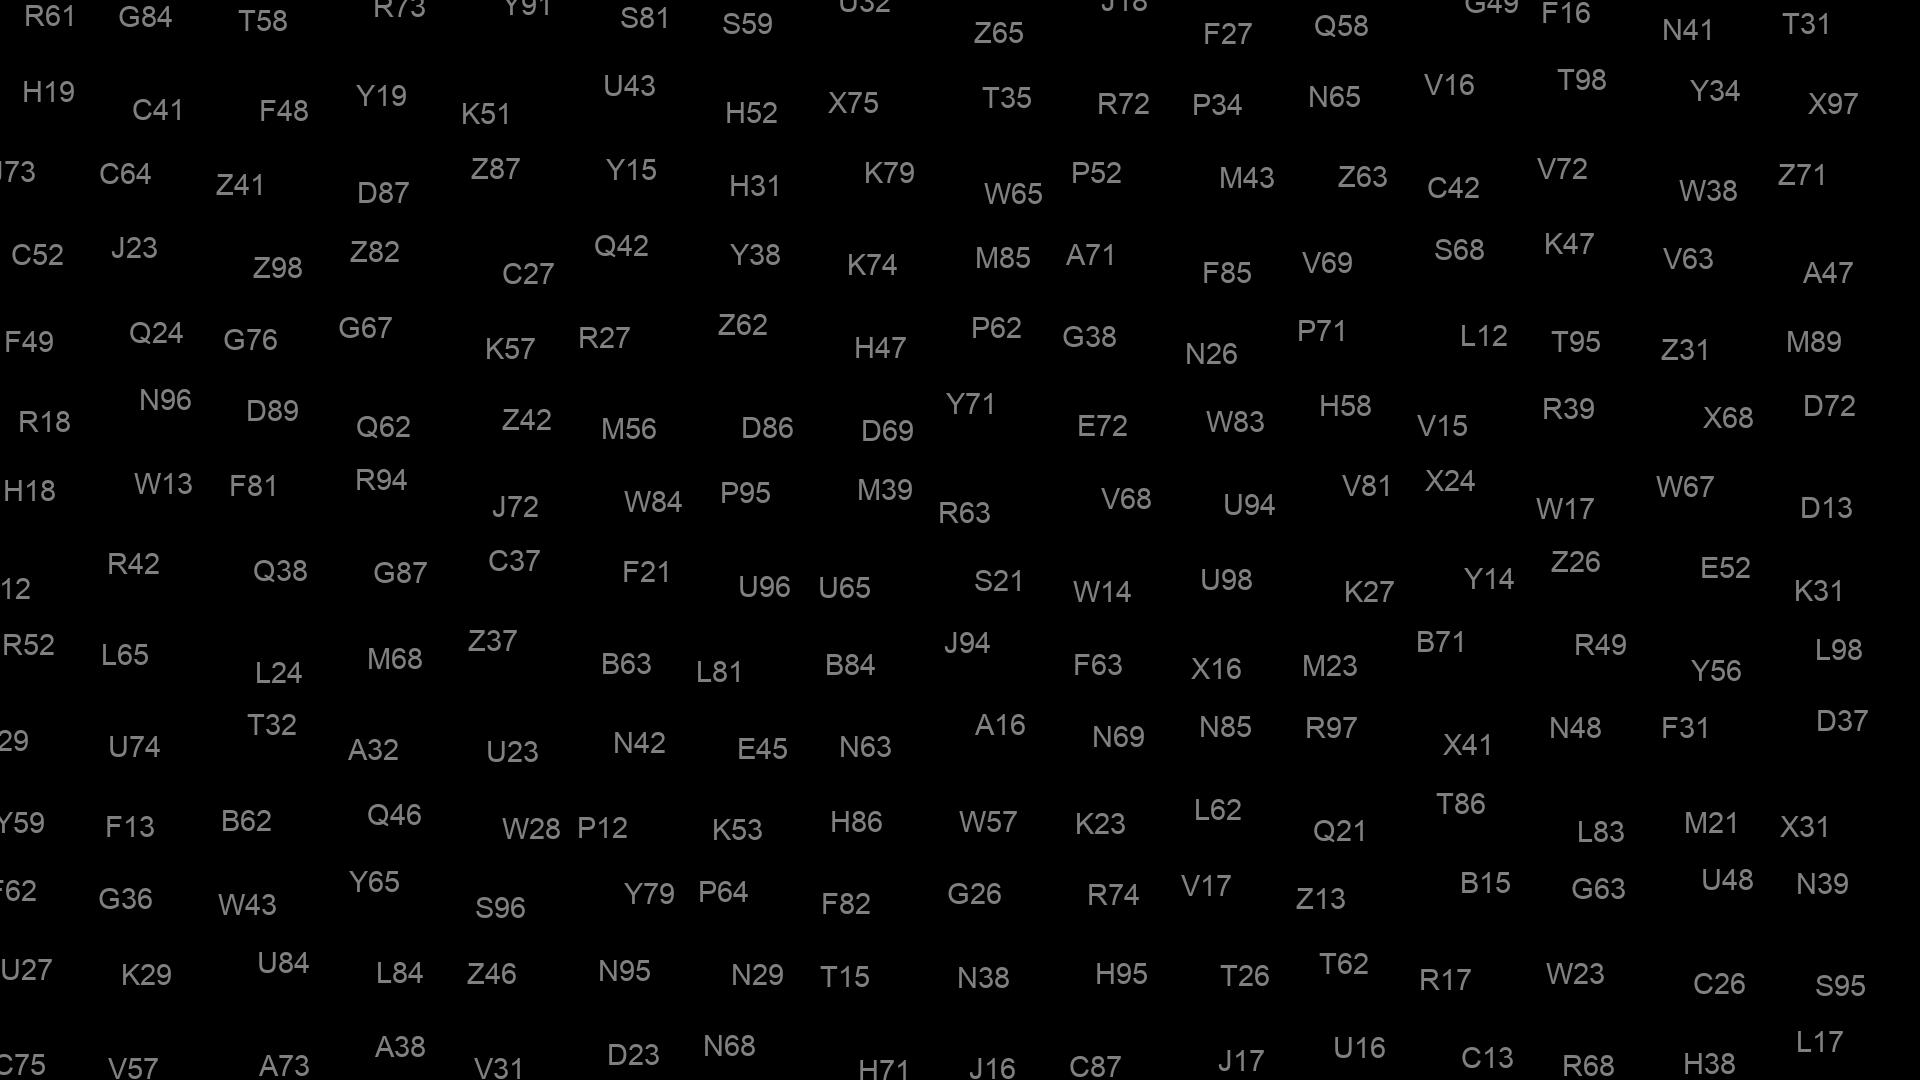 R61 G84 T58 R73 Y91 S81 S59 U32 Z65 J18 F27 Q58 G49 F16 N41 T31
H19 C41 F48 Y19 K51 U43 H52 X75 T35 R72 P34 N65 V16 T98 Y34 X97
J73 C64 Z41 D87 Z87 Y15 H31 K79 W65 P52 M43 Z63 C42 V72 W38 Z71
C52 J23 Z98 Z82 C27 Q42 Y38 K74 M85 A71 F85 V69 S68 K47 V63 A47
F49 Q24 G76 G67 K57 R27 Z62 H47 P62 G38 N26 P71 L12 T95 Z31 M89
R18 N96 D89 Q62 Z42 M56 D86 D69 Y71 E72 W83 H58 V15 R39 X68 D72
H18 W13 F81 R94 J72 W84 P95 M39 R63 V68 U94 V81 X24 W17 W67 D13
12 R42 Q38 G87 C37 F21 U96 U65 S21 W14 U98 K27 Y14 Z26 E52 K31
R52 L65 L24 M68 Z37 B63 L81 B84 J94 F63 X16 M23 B71 R49 Y56 L98
29 U74 T32 A32 U23 N42 E45 N63 A16 N69 N85 R97 X41 N48 F31 D37
Y59 F13 B62 Q46 W28 P12 K53 H86 W57 K23 L62 Q21 T86 L83 M21 X31
F62 G36 W43 Y65 S96 Y79 P64 F82 G26 R74 V17 Z13 B15 G63 U48 N39
U27 K29 U84 L84 Z46 N95 N29 T15 N38 H95 T26 T62 R17 W23 C26 S95
C75 V57 A73 A38 V31 D23 N68 H71 J16 C87 J17 U16 C13 R68 H38 L17